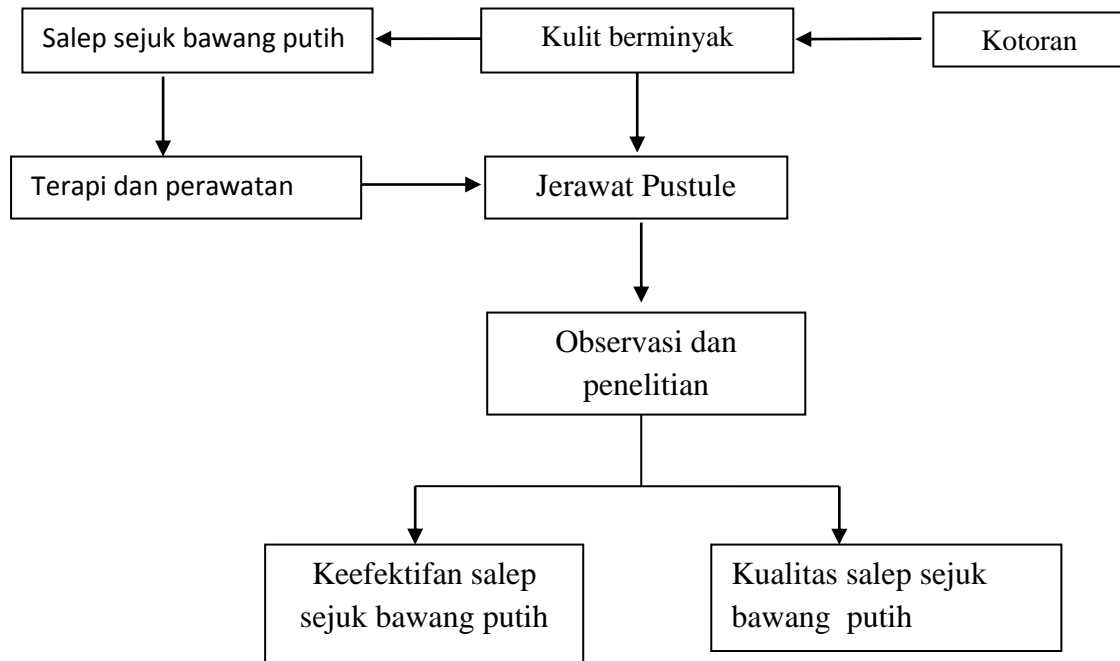 Salep sejuk bawang putih
Kulit berminyak
Kotoran
Terapi dan perawatan
Jerawat Pustule
Observasi dan
penelitian
Keefektifan salep
sejuk bawang putih
Kualitas salep sejuk
bawang  putih